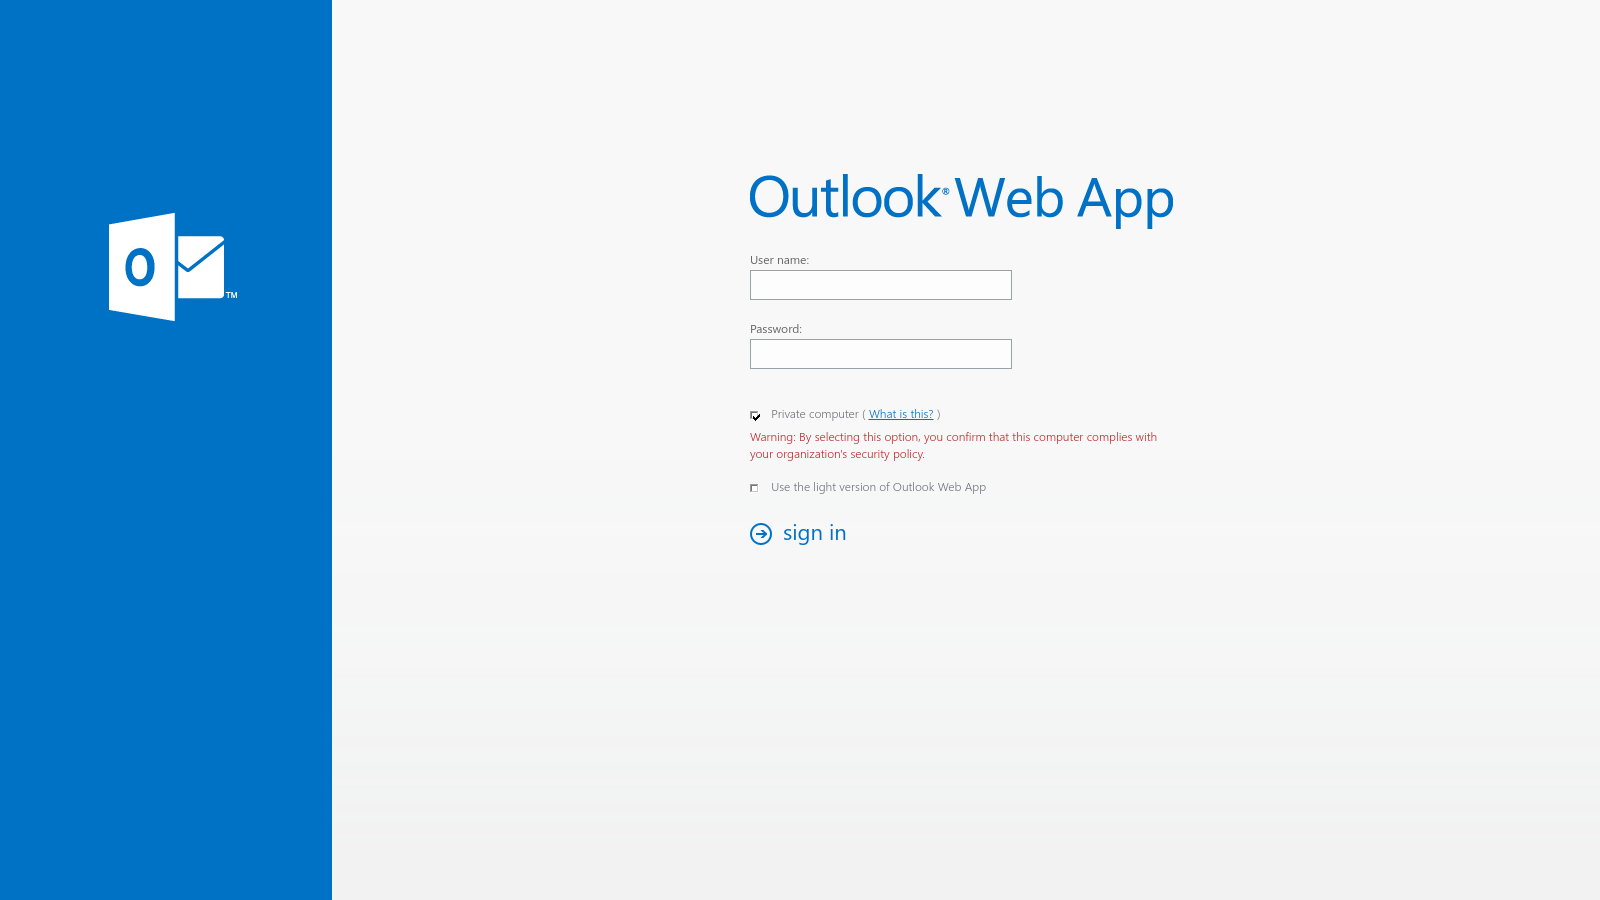 Outlook® Web App
O
TM
User name:
Password:
Private computer ( What is this? )
Warning: By selecting this option, you confirm that this computer complies with
your organization's security policy.
Use the light version of Outlook Web App
sign in